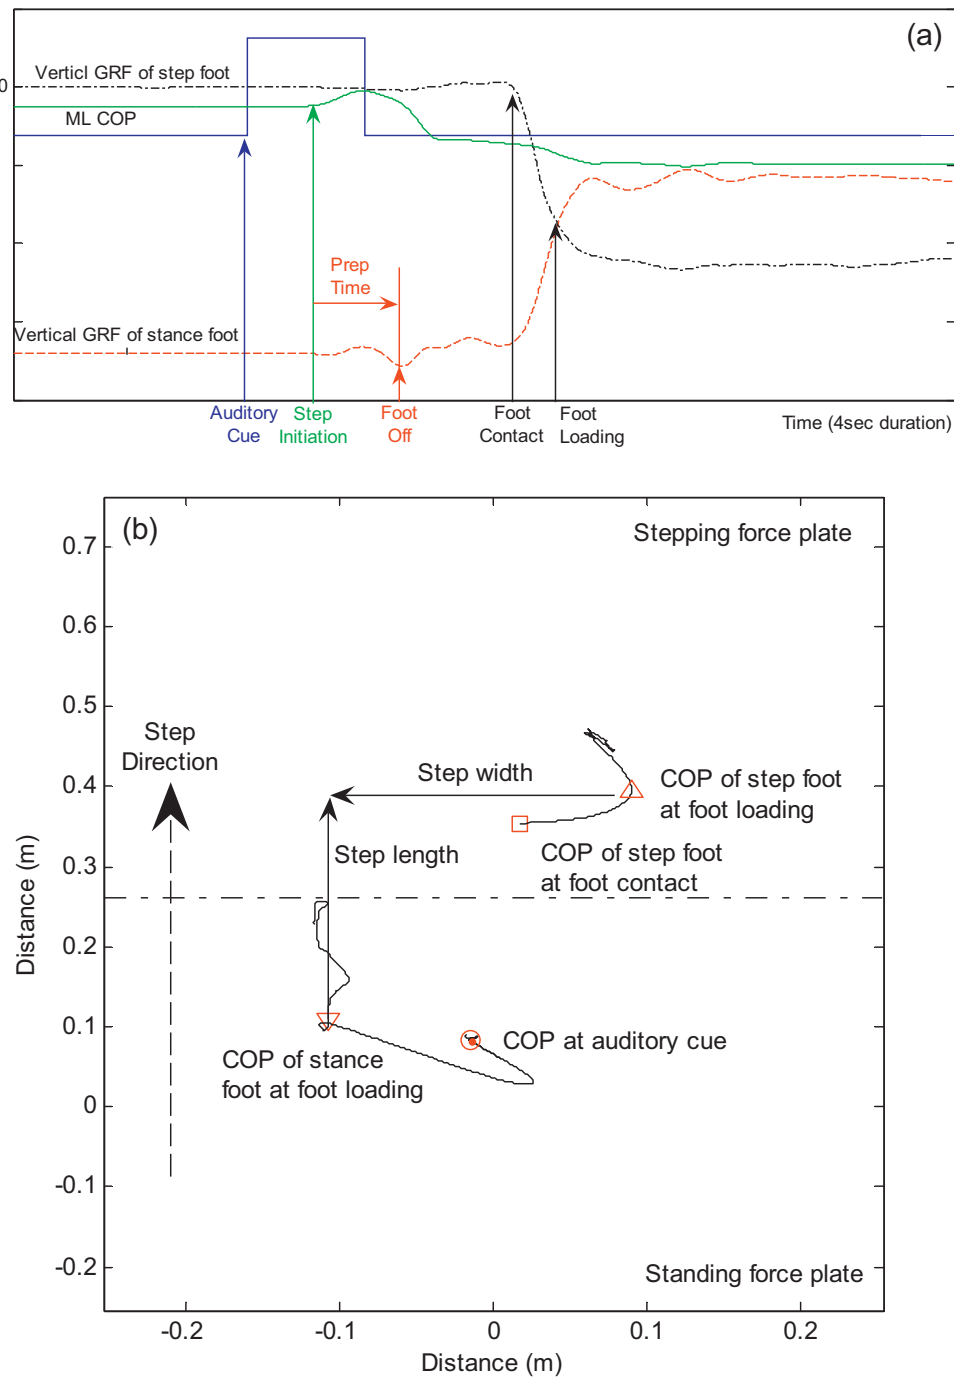 (a)
Verticl GRF of step foot
0
ML COP
Prep
Time
Vertical GRF of stance foot
Auditory
Cue
Step
Initiation
Foot
Off
Foot
Contact
Foot
Loading
Time (4sec duration)
(b)
Stepping force plate
0.7
0.6
0.5
Step
Direction
Step width
COP of step foot
at foot loading
0.4
Step length
COP of step foot
at foot contact
0.3
Distance (m)
0.2
0.1
COP at auditory cue
COP of stance
foot at foot loading
0
-0.1
-0.2
Standing force plate
-0.2
-0.1
0
0.1
0.2
Distance (m)